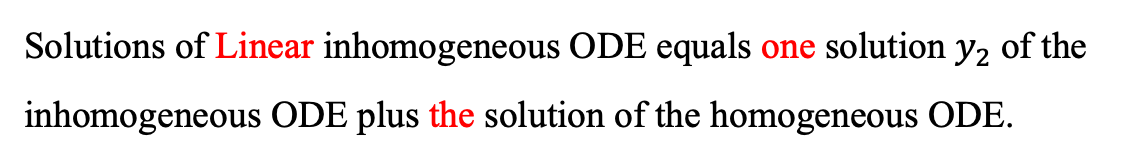 Solutions of Linear inhomogeneous ODE equals one solution y₂ of the
inhomogeneous ODE plus the solution of the homogeneous ODE.